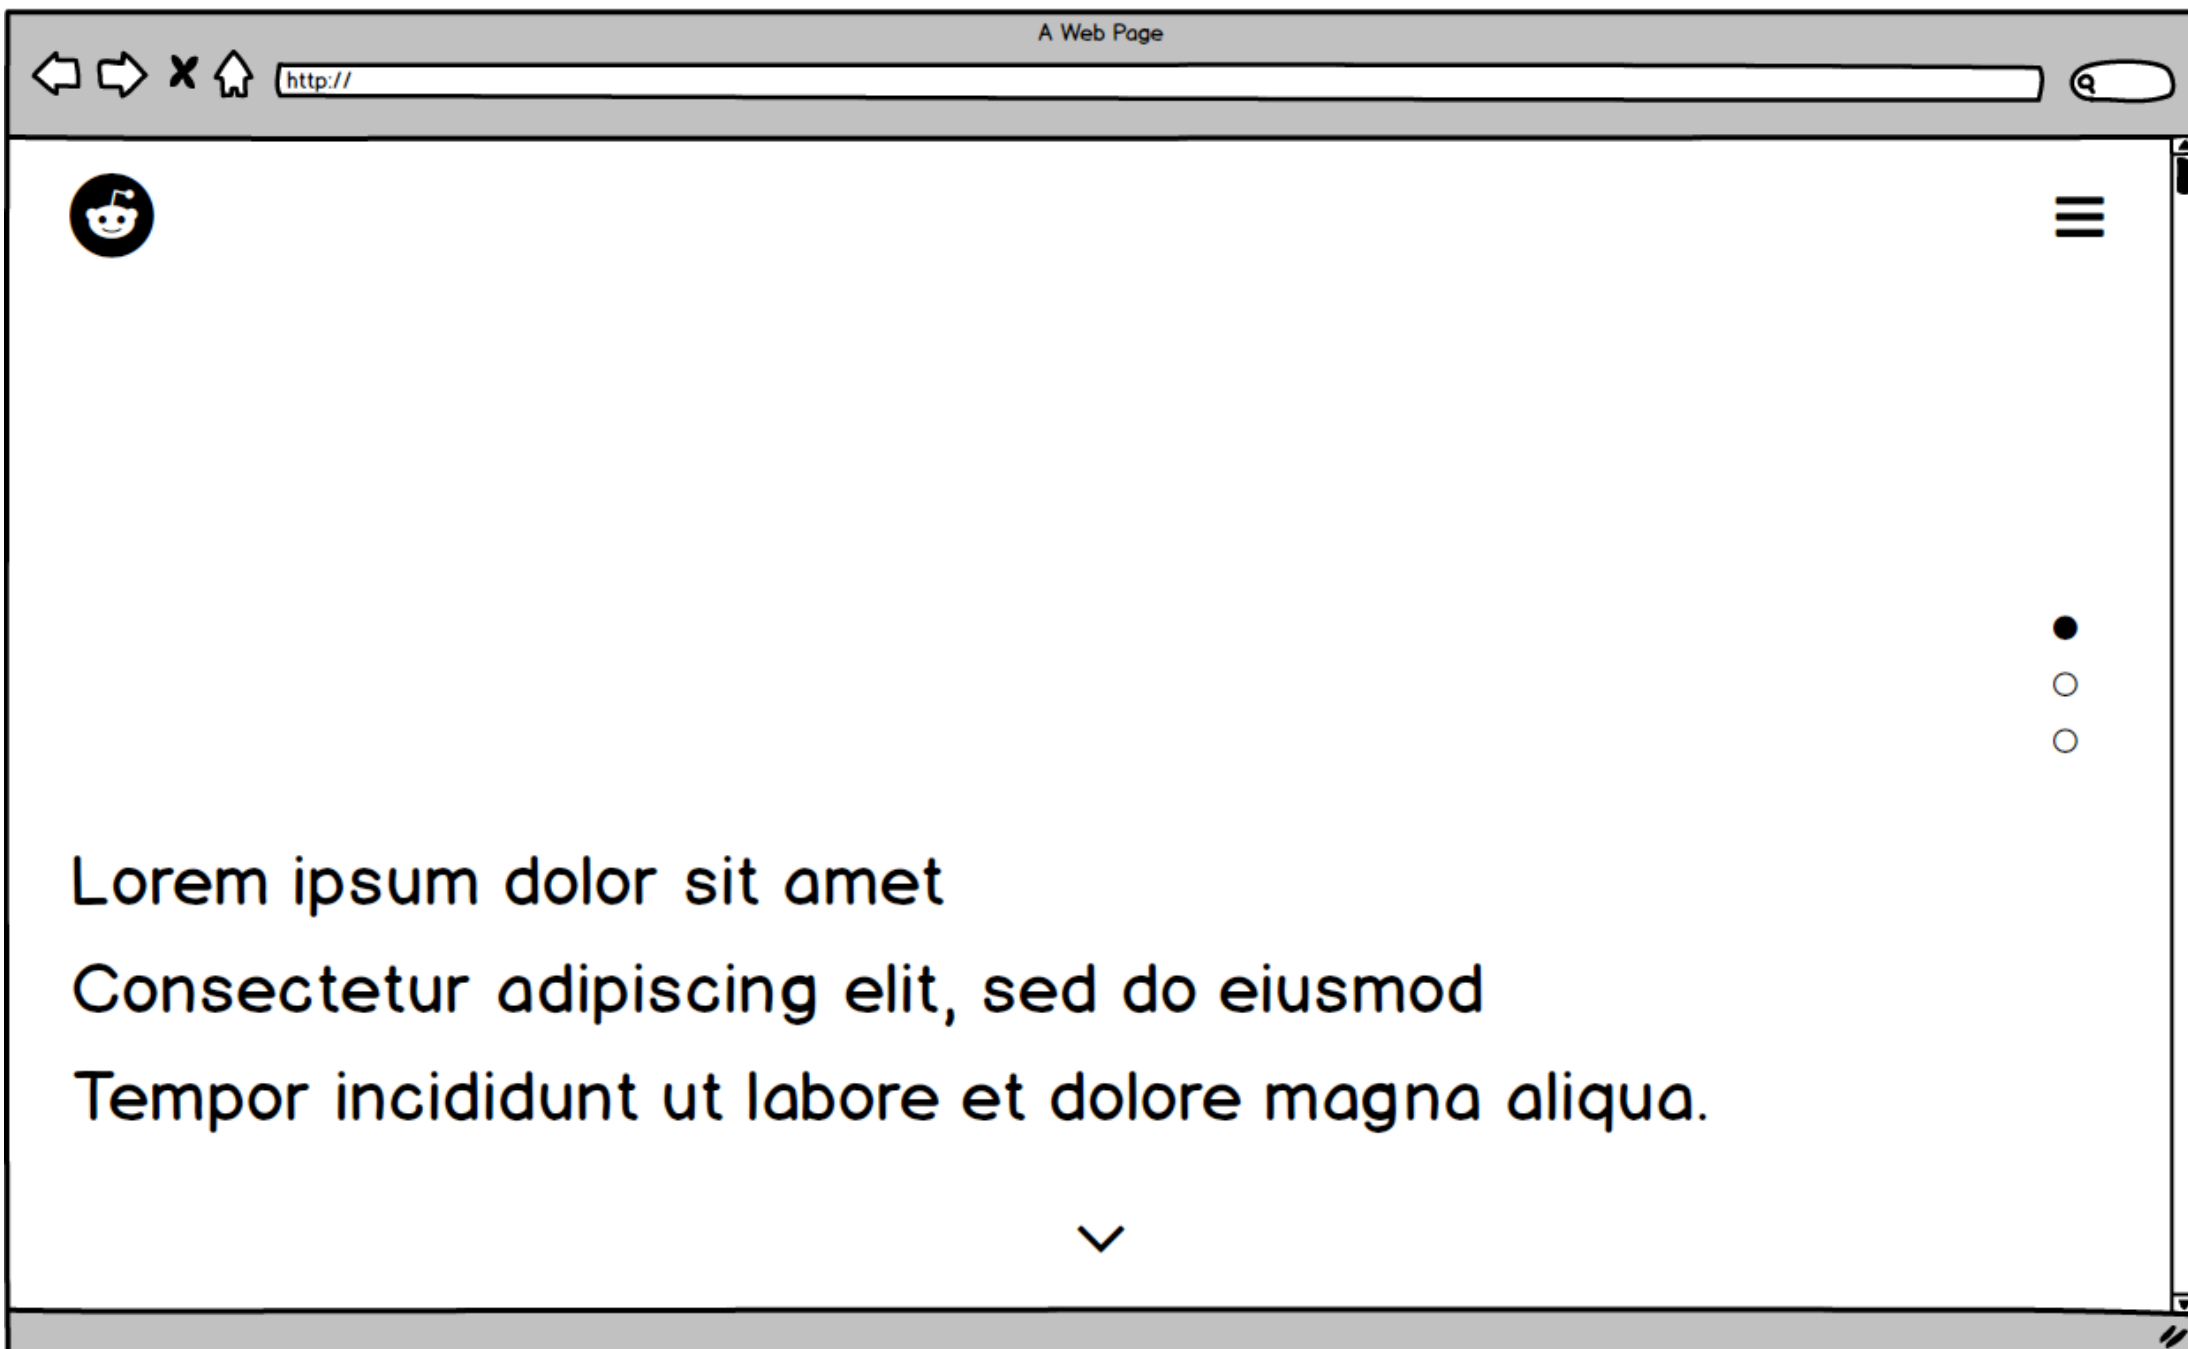 A Web Page
http://
Lorem ipsum dolor sit amet
Consectetur adipiscing elit, sed do eiusmod
Tempor incididunt ut labore et dolore magna aliqua.